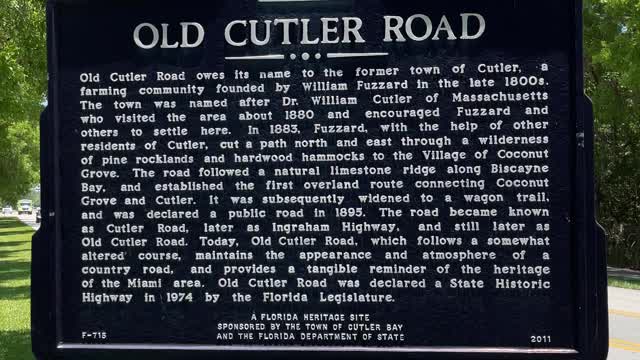 OLD CUTLER ROAD
Old Cutler Road owes its name to the former town of Cutler, a
farming community founded by William Fuzzard in the late 1800s.
The town was named after Dr. William Cutler of Massachusetts
who visited the area about 1880 and encouraged Fuzzard and
others to settle here. In 1883, Fuzzard, with the help of other
residents of Cutler, cut a path north and east through a wilderness
of pine rocklands and hardwood hammocks to the Village of Coconut
Grove. The road followed a natural limestone ridge along Biscayne
Bay, and established the first overland route connecting Coconut
Grove and Cutler. It was subsequently widened to a wagon trail,
and was declared a public road in 1895. The road became known
as Cutler Road, later as Ingraham Highway, and still later as
Old Cutler Road. Today, Old Cutler Road, which follows a somewhat
altered course, maintains the appearance and atmosphere of a
country road, and provides a tangible reminder of the heritage
of the Miami area. Old Cutler Road was declared a State Historic
Highway in 1974 by the Florida Legislature.
A FLORIDA HERITAGE SITE
SPONSORED BY THE TOWN OF CUTLER BAY
AND THE FLORIDA DEPARTMENT OF STATE
F-715
2011